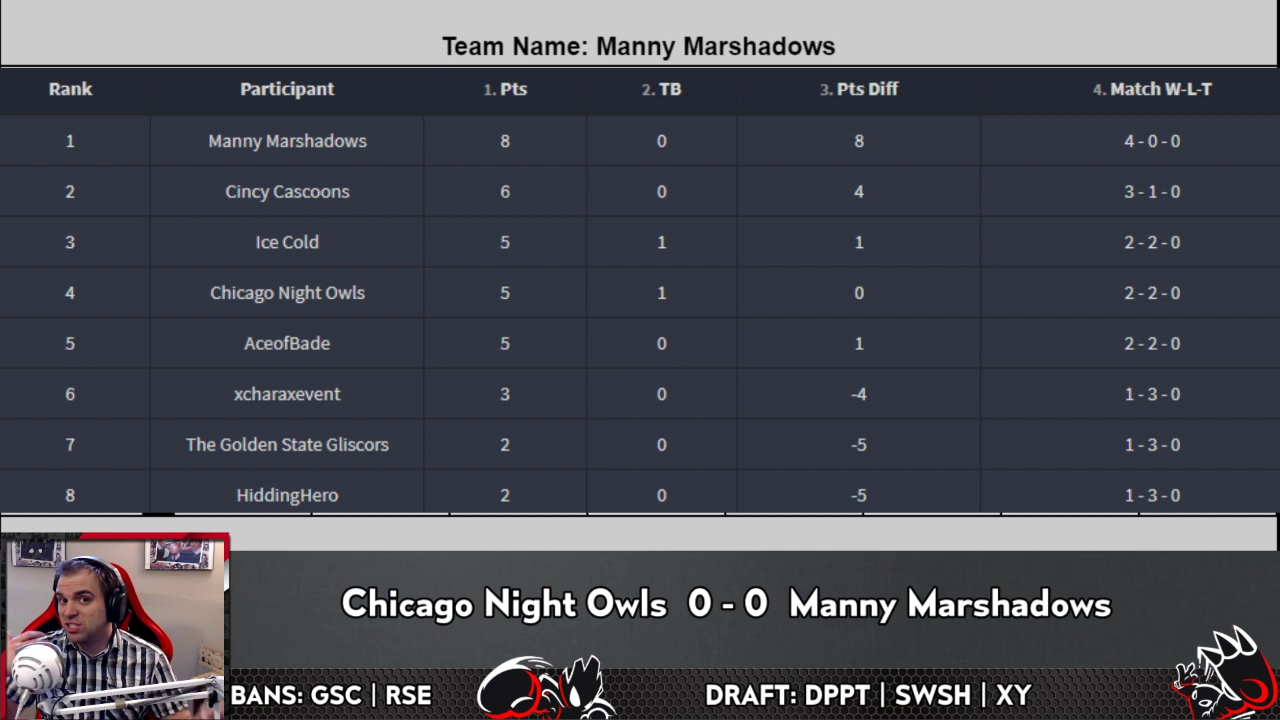 Team Name: Manny Marshadows
Rank Participant 1. Pts 2. TB 3. Pts Diff 4. Match W-L-T
1 Manny Marshadows 8 0 8 4 - 0 - 0
2 Cincy Cascoons 6 0 4 3 - 1 - 0
3 Ice Cold 5 1 1 2 - 2 - 0
4 Chicago Night Owls 5 1 0 2 - 2 - 0
5 AceofBade 5 0 1 2 - 2 - 0
6 xcharaxevent 3 0 -4 1 - 3 - 0
7 The Golden State Gliscors 2 0 -5 1 - 3 - 0
8 HiddingHero 2 0 -5 1 - 3 - 0
Chicago Night Owls 0 - 0 Manny Marshadows
BANS: GSC | RSE DRAFT: DPPT | SWSH | XY